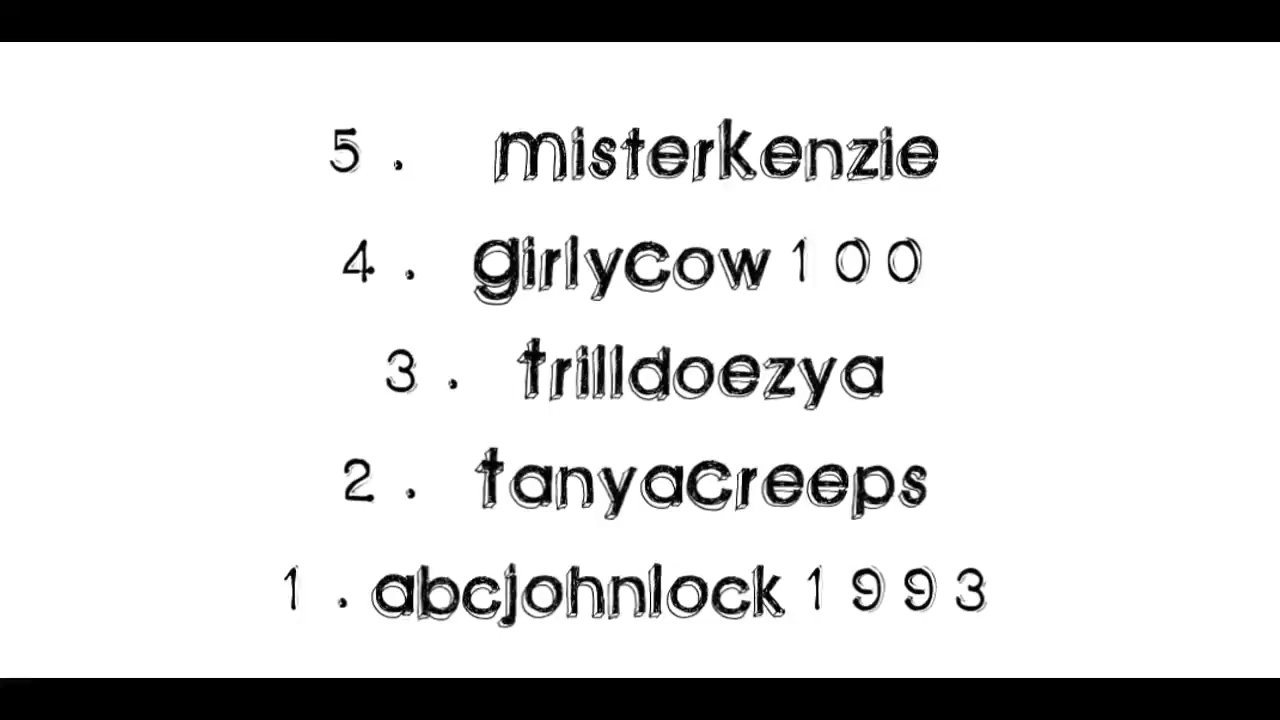 5. misterkenzie
4. girlycow100
3. trilldoezya
2. tanyacreeps
1. abcjohnlock1993